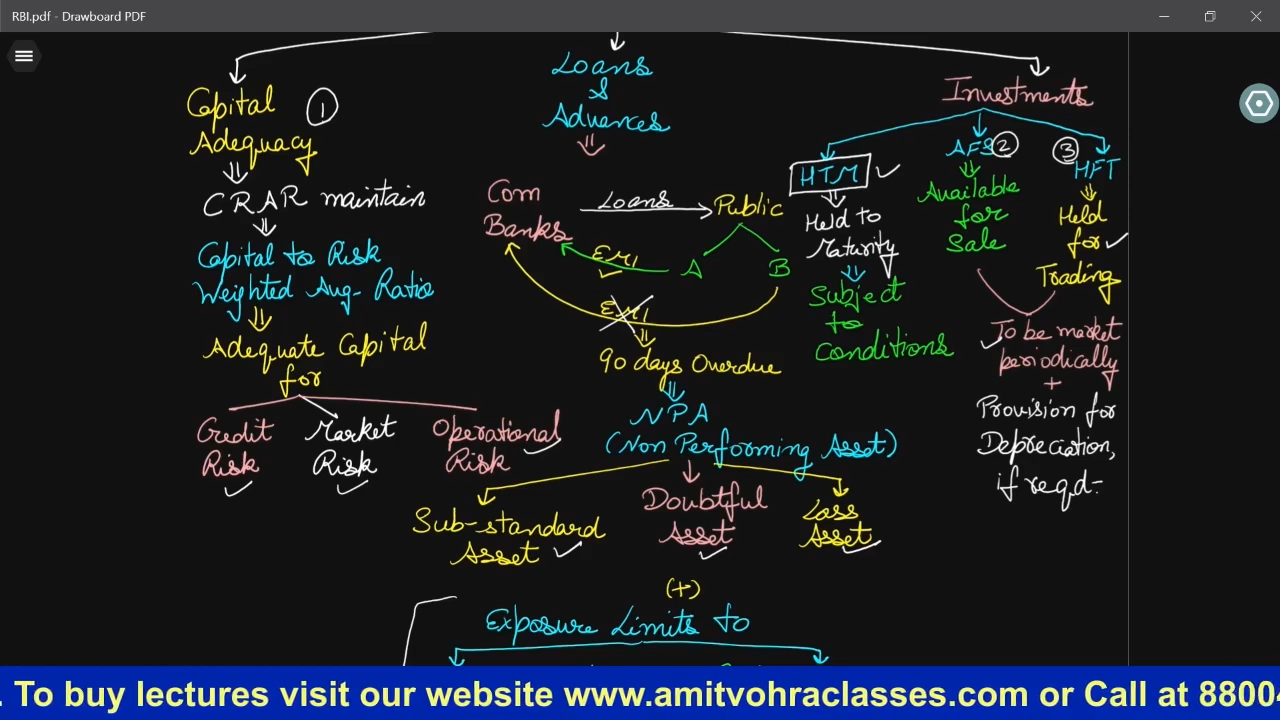 RBI.pdf - Drawboard PDF
Capital ①
Adequacy
CRAR maintain
Capital to Risk
Weighted Aug- Ratio
Adequate Capital
for
Credit
Risk
Market
Risk
Operational
Risk
Loans
&
Advances
Com
Banks
Loans
Public
EMI
A
B
EMI
90 days Overdue
NPA
(Non Performing Asset)
Sub-standard
Asset
Doubtful
Asset
Loss
Asset
(+)
Exposure Limits to
Investments
HTM
Held to
Maturity
Subject
to
Conditions
AFS ②
Available
for
Sale
③ HFT
Held
for
Trading
To be market
periodically
+
Provision for
Depreciation,
if reqd-
. To buy lectures visit our website www.amitvohraclasses.com or Call at 8800